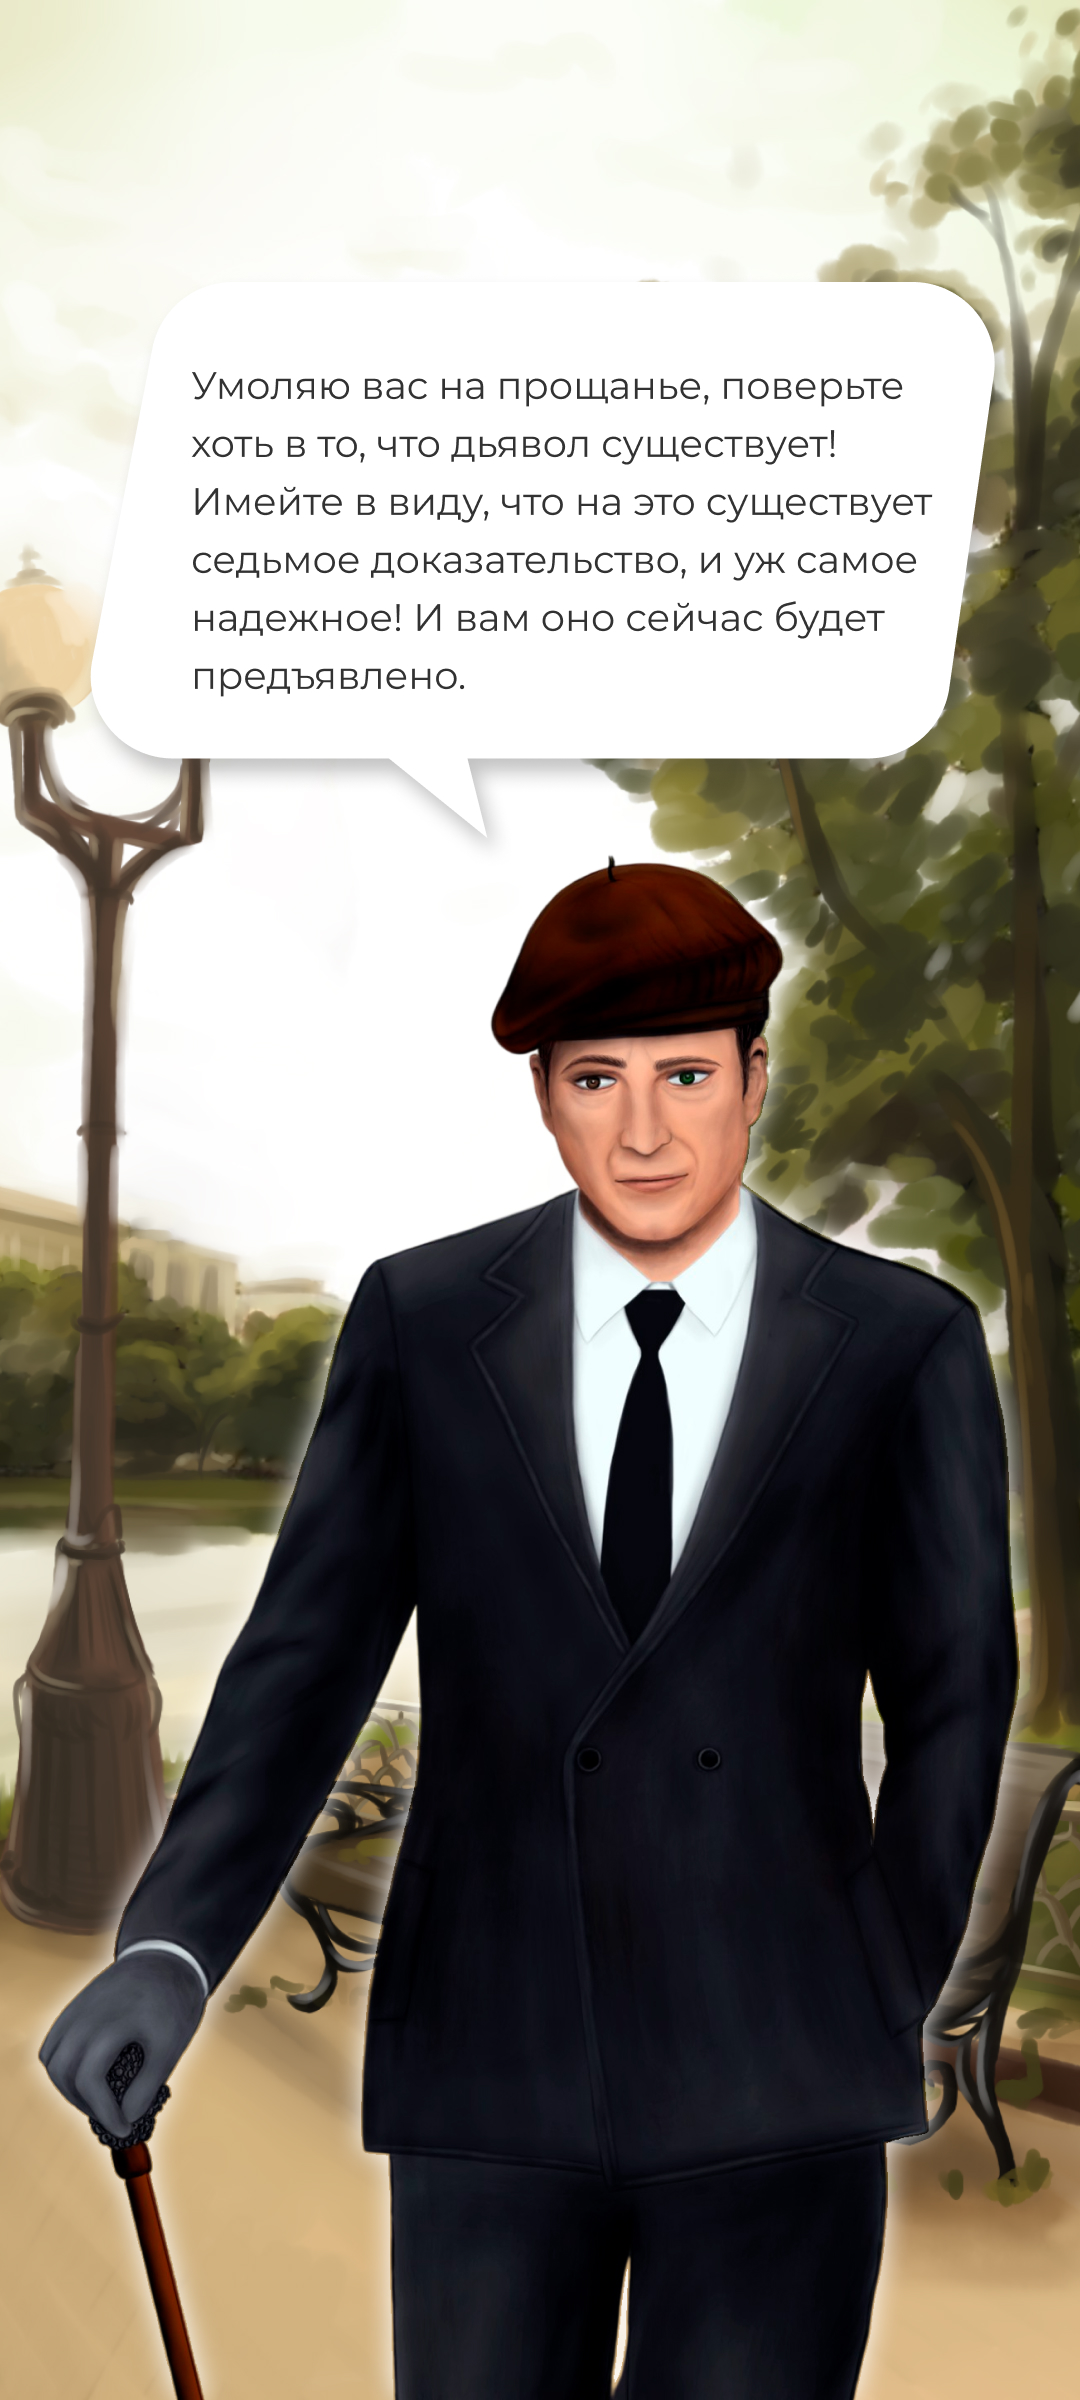 Умоляю вас на прощанье, поверьте
хоть в то, что дьявол существует!
Имейте в виду, что на это существует
седьмое доказательство, и уж самое
надежное! И вам оно сейчас будет
предъявлено.